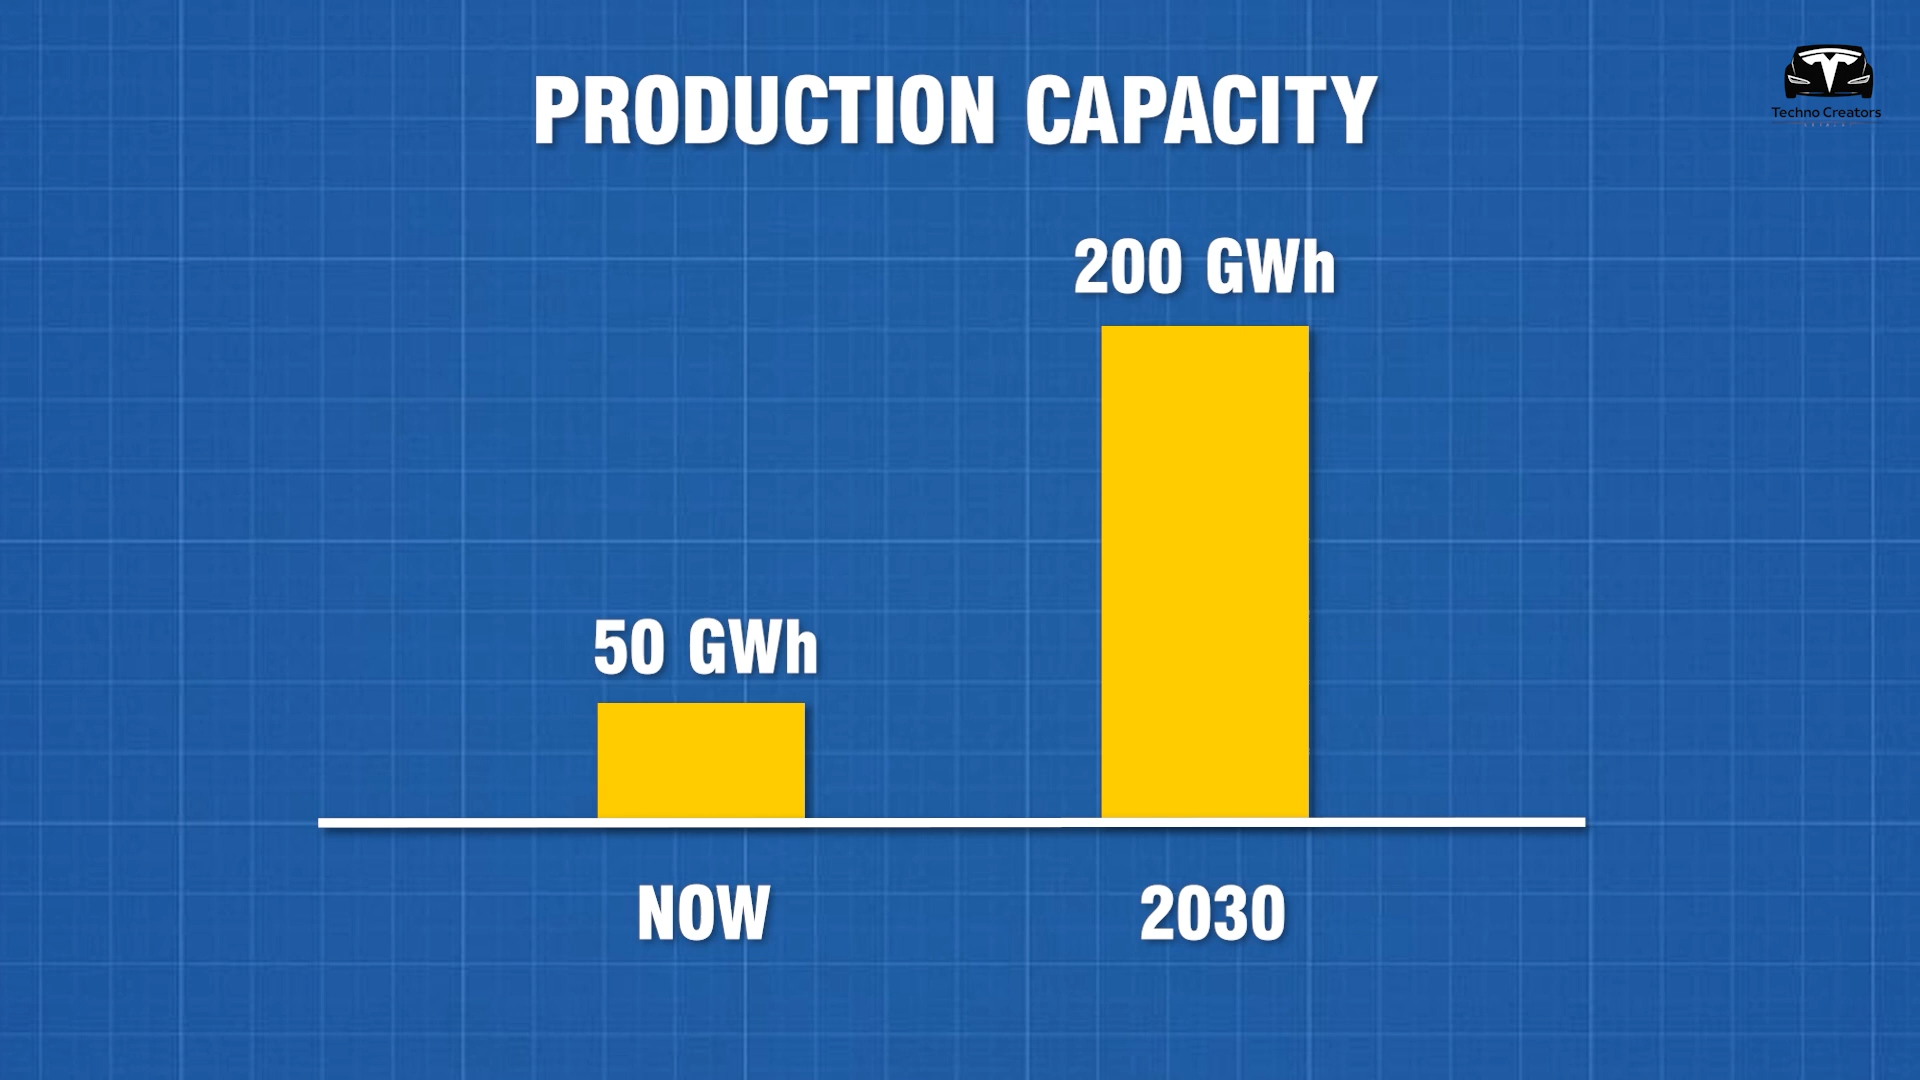 PRODUCTION CAPACITY
Techno Creators
200 GWh
50 GWh
NOW
2030